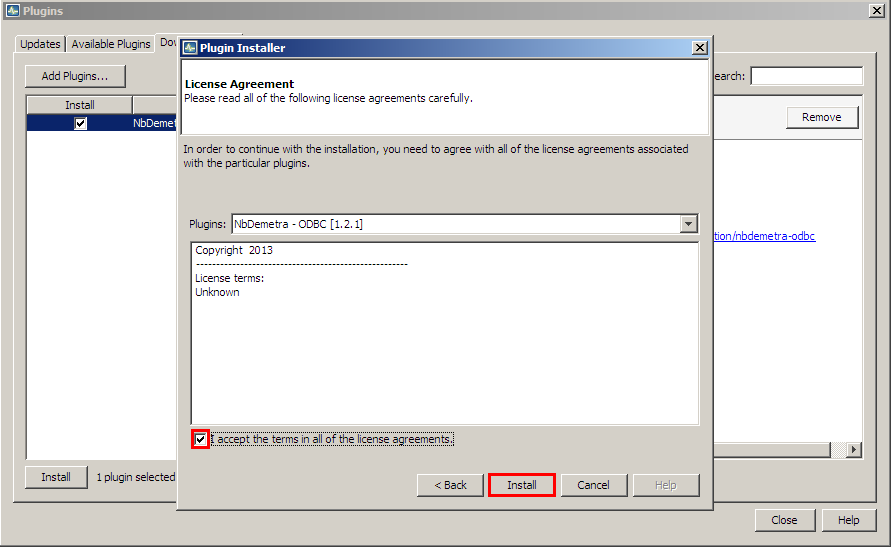 Plugins
Updates
Available Plugins
Plugin Installer
Add Plugins...
License Agreement
Please read all of the following license agreements carefully.
Install
Remove
In order to continue with the installation, you need to agree with all of the license agreements associated
with the particular plugins.
Plugins: NbDemetra - ODBC [1.2.1]
tion/nbdemetra-odbc
Copyright 2013
-----------------------------------------------------
License terms:
Unknown
I accept the terms in all of the license agreements.
Install
1 plugin selected
< Back
Install
Cancel
Help
Close
Help